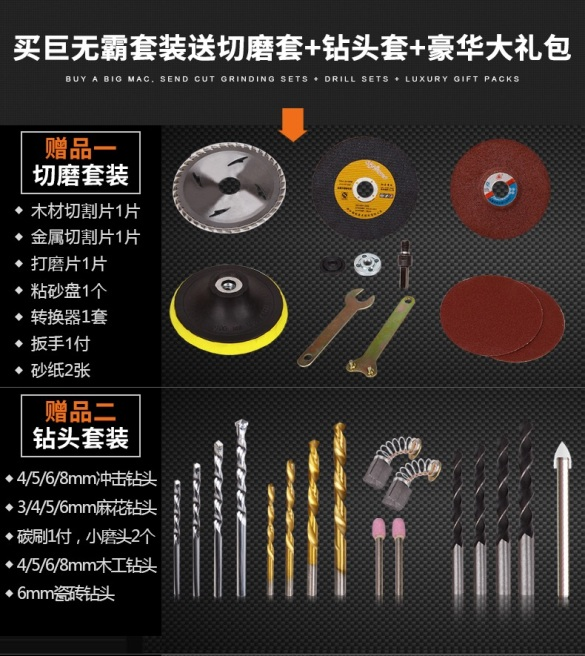 买巨无霸套装送切磨套+钻头套+豪华大礼包
BUY A BIG MAC, SEND CUT GRINDING SETS + DRILL SETS + LUXURY GIFT PACKS
赠品一
切磨套装
木材切割片1片
金属切割片1片
打磨片1片
粘砂盘1个
转换器1套
扳手1付
砂纸2张
赠品二
钻头套装
4/5/6/8mm冲击钻头
3/4/5/6mm麻花钻头
碳刷1付，小磨头2个
4/5/6/8mm木工钻头
6mm瓷砖钻头